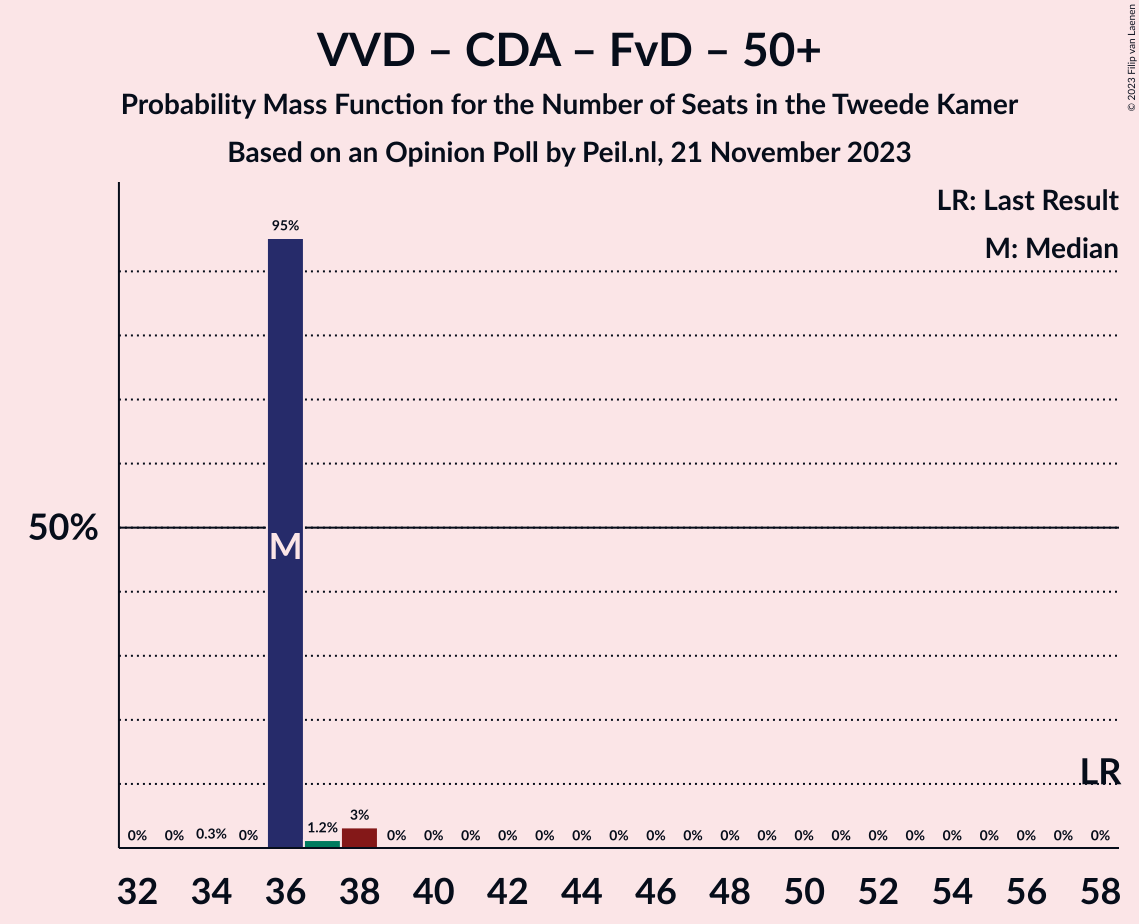 VVD – CDA – FvD – 50+
Probability Mass Function for the Number of Seats in the Tweede Kamer
Based on an Opinion Poll by Peil.nl, 21 November 2023
© 2023 Filip van Laenen
LR: Last Result
M: Median
95%
50%
M
LR
0% 0% 0.3% 0% 1.2% 3% 0% 0% 0% 0% 0% 0% 0% 0% 0% 0% 0% 0% 0% 0% 0% 0% 0% 0% 0% 0%
32 34 36 38 40 42 44 46 48 50 52 54 56 58